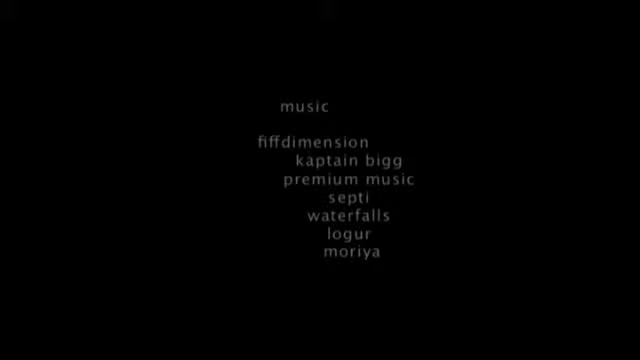 music
fiffdimension
kaptain bigg
premium music
septi
waterfalls
logur
moriya